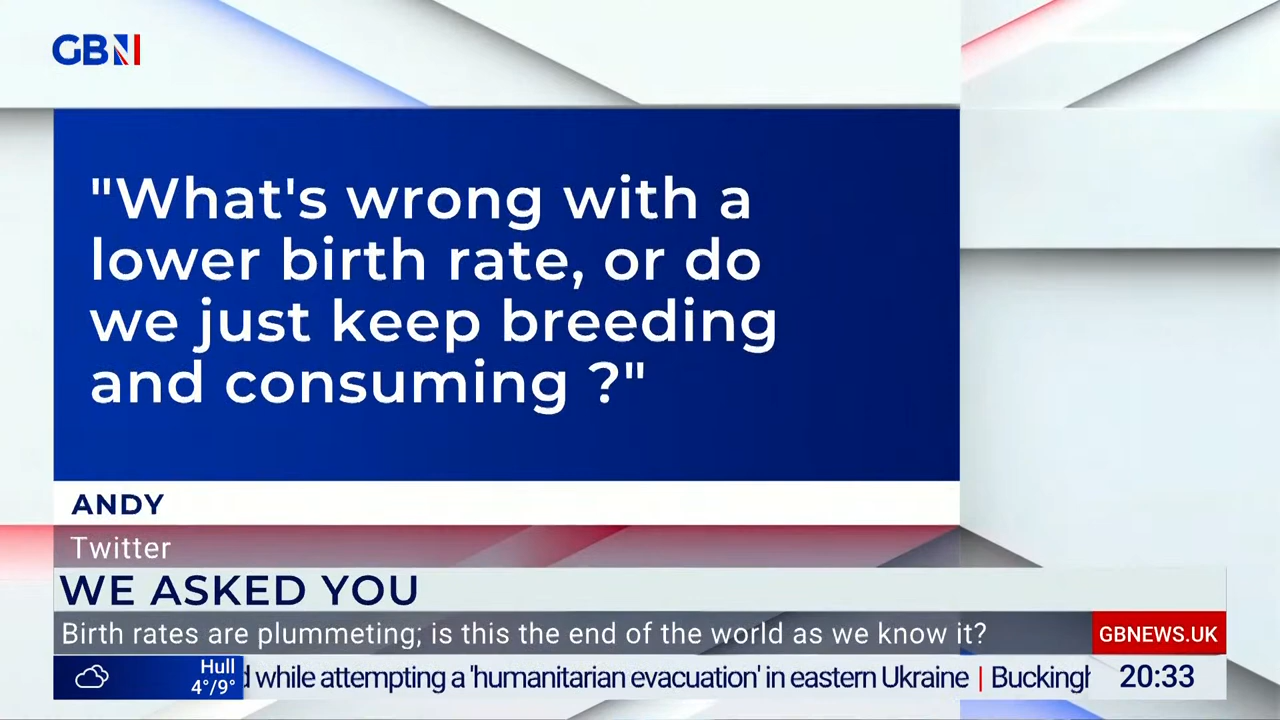 GBN
"What's wrong with a
lower birth rate, or do
we just keep breeding
and consuming ?"
ANDY
Twitter
WE ASKED YOU
Birth rates are plummeting; is this the end of the world as we know it?
GBNEWS.UK
Hull
4°/9°
while attempting a 'humanitarian evacuation' in eastern Ukraine | Buckingh
20:33